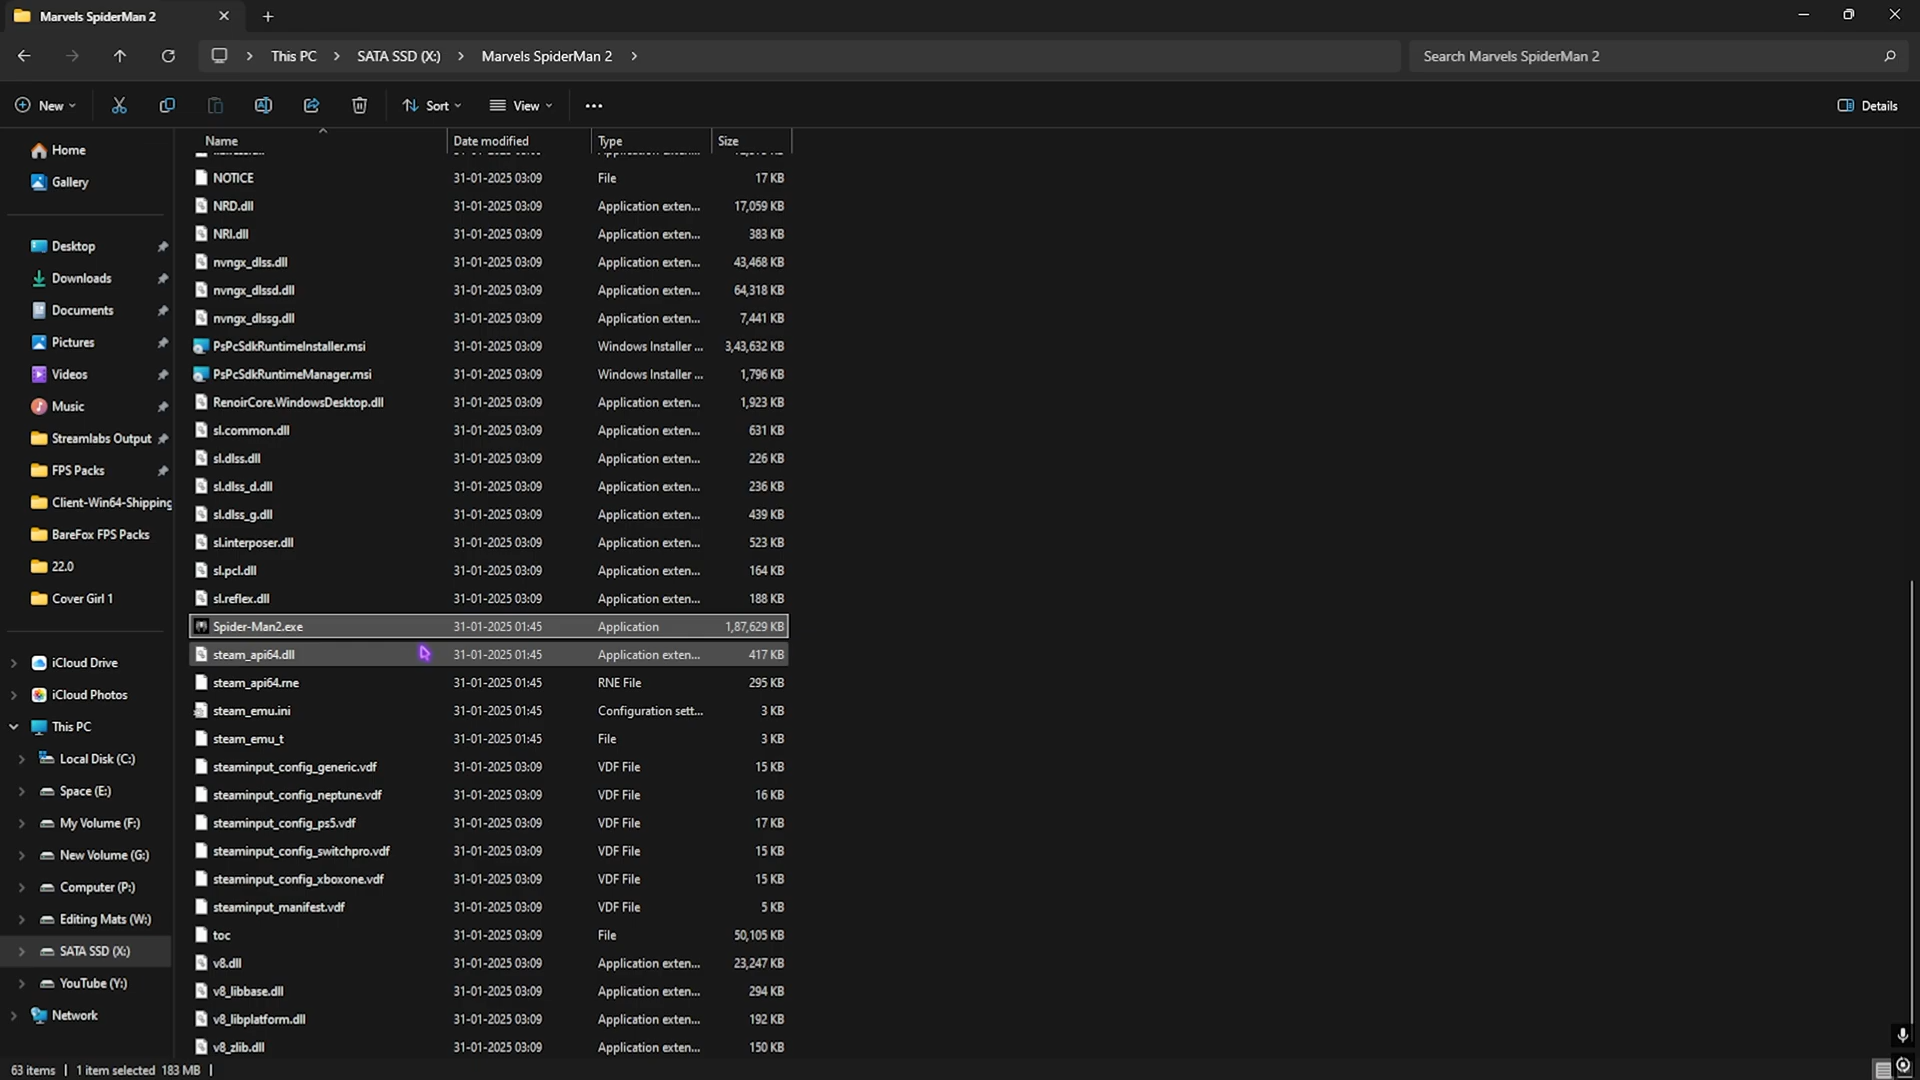 Marvels SpiderMan 2
This PC > SATA SSD (X:) > Marvels SpiderMan 2 >
Search Marvels SpiderMan 2
New
Sort
View
Details
Home
Gallery
Desktop
Downloads
Documents
Pictures
Videos
Music
Streamlabs Output
FPS Packs
Client-Win64-Shipping
BareFox FPS Packs
22.0
Cover Girl 1
iCloud Drive
iCloud Photos
This PC
Local Disk (C:)
Space (E:)
My Volume (F:)
New Volume (G:)
Computer (P:)
Editing Mats (W:)
SATA SSD (X:)
YouTube (Y:)
Network
Name Date modified Type Size
NOTICE 31-01-2025 03:09 File 17 KB
NRD.dll 31-01-2025 03:09 Application exten... 17,059 KB
NRI.dll 31-01-2025 03:09 Application exten... 383 KB
nvngx_dlss.dll 31-01-2025 03:09 Application exten... 43,468 KB
nvngx_dlssd.dll 31-01-2025 03:09 Application exten... 64,318 KB
nvngx_dlssg.dll 31-01-2025 03:09 Application exten... 7,441 KB
PsPcSdkRuntimeInstaller.msi 31-01-2025 03:09 Windows Installer ... 3,43,632 KB
PsPcSdkRuntimeManager.msi 31-01-2025 03:09 Windows Installer ... 1,796 KB
RenoirCore.WindowsDesktop.dll 31-01-2025 03:09 Application exten... 1,923 KB
sl.common.dll 31-01-2025 03:09 Application exten... 631 KB
sl.dlss.dll 31-01-2025 03:09 Application exten... 226 KB
sl.dlss_d.dll 31-01-2025 03:09 Application exten... 236 KB
sl.dlss_g.dll 31-01-2025 03:09 Application exten... 439 KB
sl.interposer.dll 31-01-2025 03:09 Application exten... 523 KB
sl.pcl.dll 31-01-2025 03:09 Application exten... 164 KB
sl.reflex.dll 31-01-2025 03:09 Application exten... 188 KB
Spider-Man2.exe 31-01-2025 01:45 Application 1,87,629 KB
steam_api64.dll 31-01-2025 01:45 Application exten... 417 KB
steam_api64.rne 31-01-2025 01:45 RNE File 295 KB
steam_emu.ini 31-01-2025 01:45 Configuration sett... 3 KB
steam_emu_t 31-01-2025 01:45 File 3 KB
steaminput_config_generic.vdf 31-01-2025 03:09 VDF File 15 KB
steaminput_config_neptune.vdf 31-01-2025 03:09 VDF File 16 KB
steaminput_config_ps5.vdf 31-01-2025 03:09 VDF File 17 KB
steaminput_config_switchpro.vdf 31-01-2025 03:09 VDF File 15 KB
steaminput_config_xboxone.vdf 31-01-2025 03:09 VDF File 15 KB
steaminput_manifest.vdf 31-01-2025 03:09 VDF File 5 KB
toc 31-01-2025 03:09 File 50,105 KB
v8.dll 31-01-2025 03:09 Application exten... 23,247 KB
v8_libbase.dll 31-01-2025 03:09 Application exten... 294 KB
v8_libplatform.dll 31-01-2025 03:09 Application exten... 192 KB
v8_zlib.dll 31-01-2025 03:09 Application exten... 150 KB
63 items | 1 item selected 183 MB |